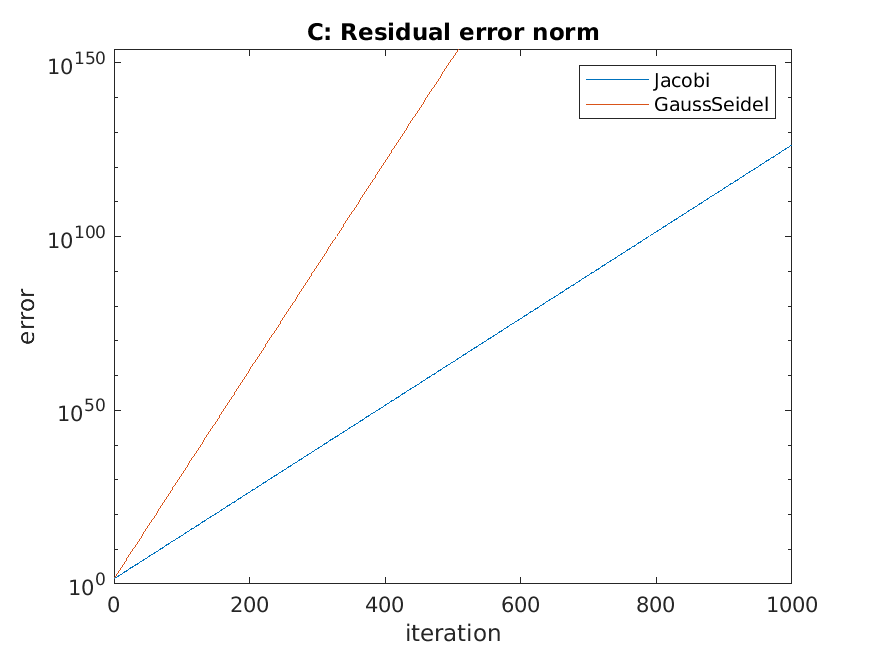 C: Residual error norm
Jacobi
GaussSeidel
10^150
10^100
10^50
10^0
error
0 200 400 600 800 1000
iteration